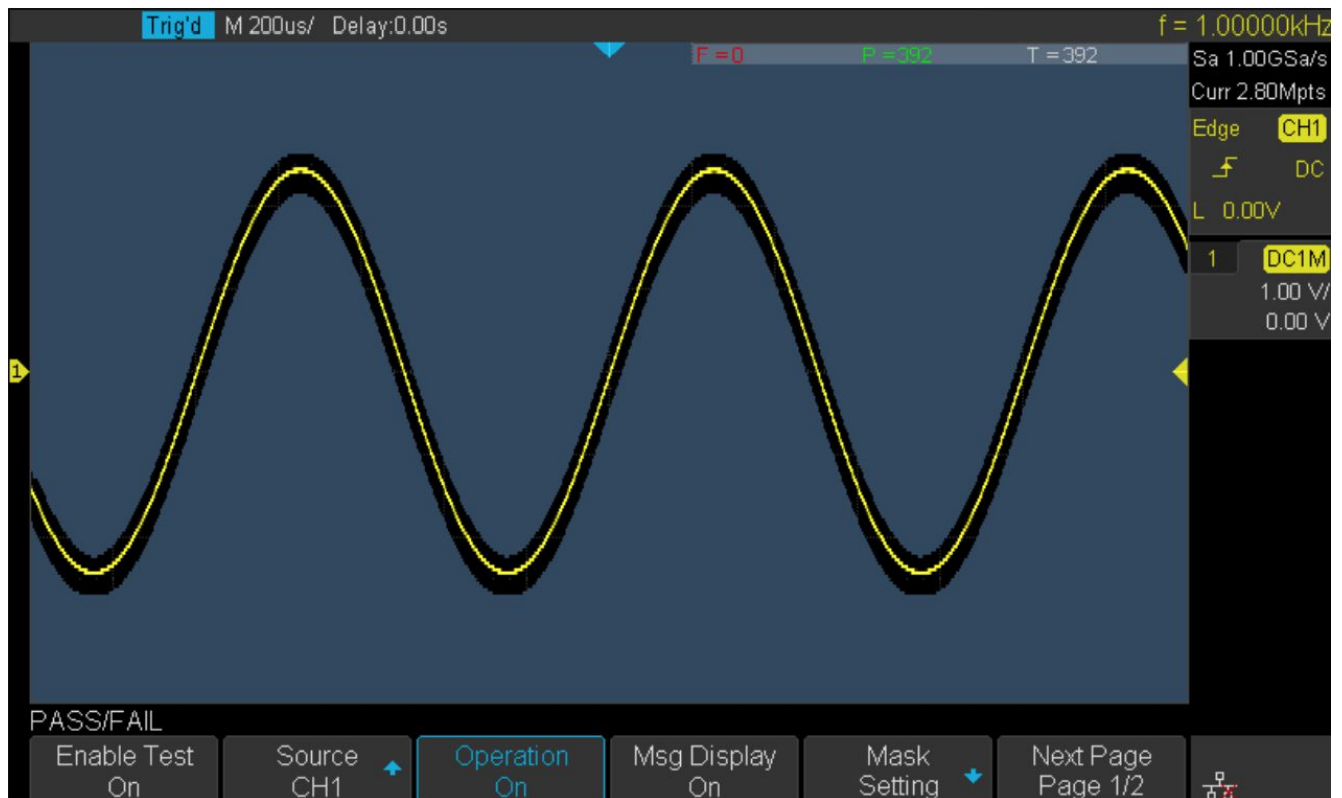 Trig'd M 200us/ Delay:0.00s f = 1.00000kHz
F =0 P =392 T =392
Sa 1.00GSa/s
Curr 2.80Mpts
Edge CH1
DC
L 0.00V
1 DC1M
1.00 V/
0.00 V
1
PASS/FAIL
Enable Test
On
Source
CH1
Operation
On
Msg Display
On
Mask
Setting
Next Page
Page 1/2